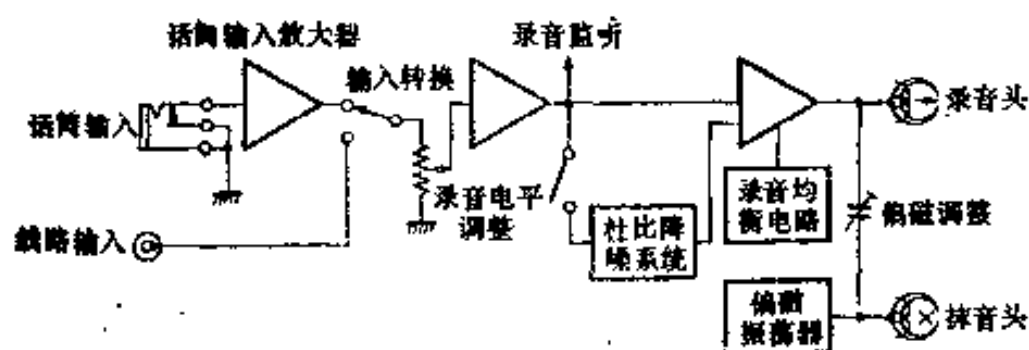 话筒输入放大器
录音监听
输入转换
话筒输入
录音头
录音电平
调整
录音均
衡电路
杜比降
噪系统
偏磁调整
线路输入
偏磁
振荡器
抹音头